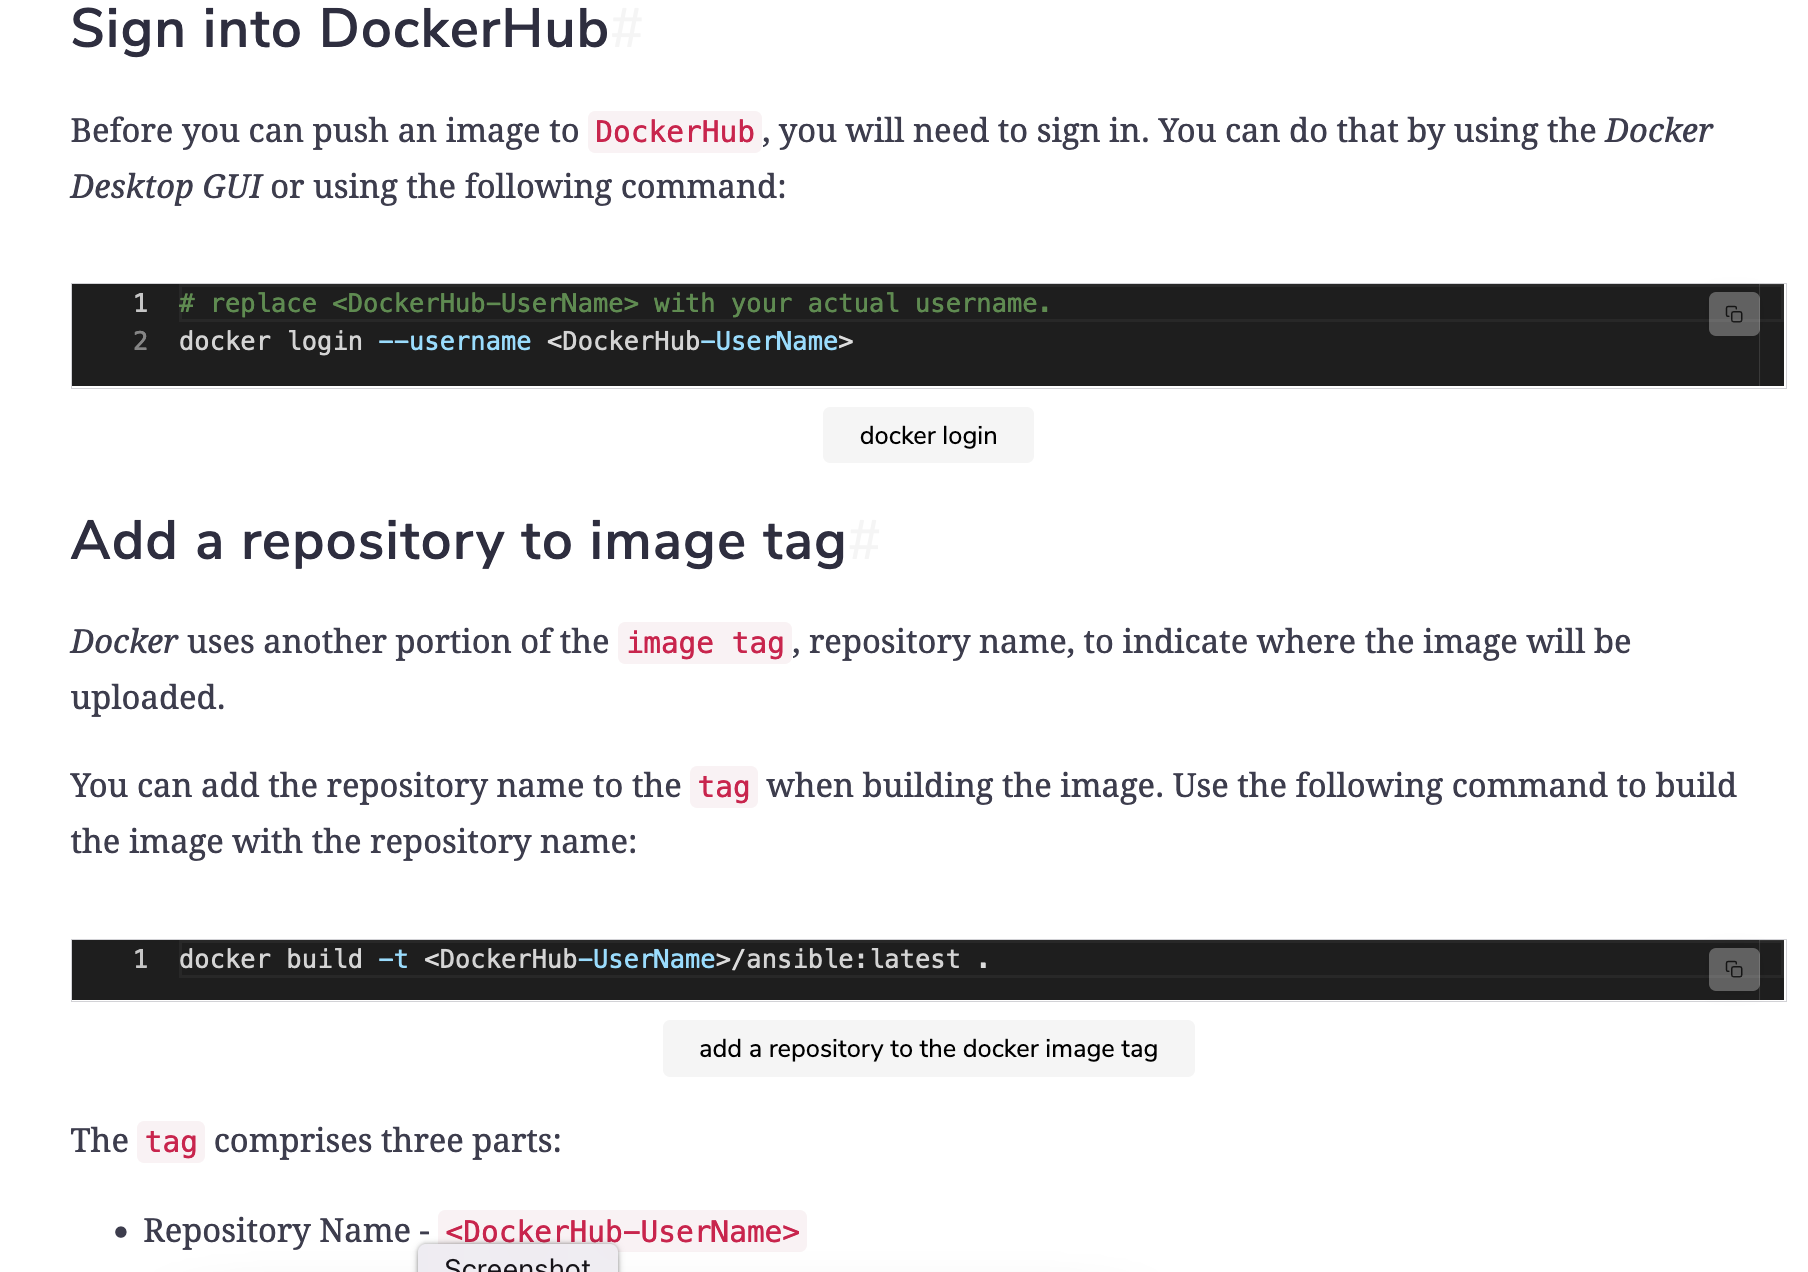 Sign into DockerHub#
Before you can push an image to DockerHub, you will need to sign in. You can do that by using the Docker
Desktop GUI or using the following command:
1 # replace <DockerHub-UserName> with your actual username.
2 docker login --username <DockerHub-UserName>
docker login
Add a repository to image tag#
Docker uses another portion of the image tag, repository name, to indicate where the image will be
uploaded.
You can add the repository name to the tag when building the image. Use the following command to build
the image with the repository name:
1 docker build -t <DockerHub-UserName>/ansible:latest .
add a repository to the docker image tag
The tag comprises three parts:
• Repository Name - <DockerHub-UserName>
Screenshot